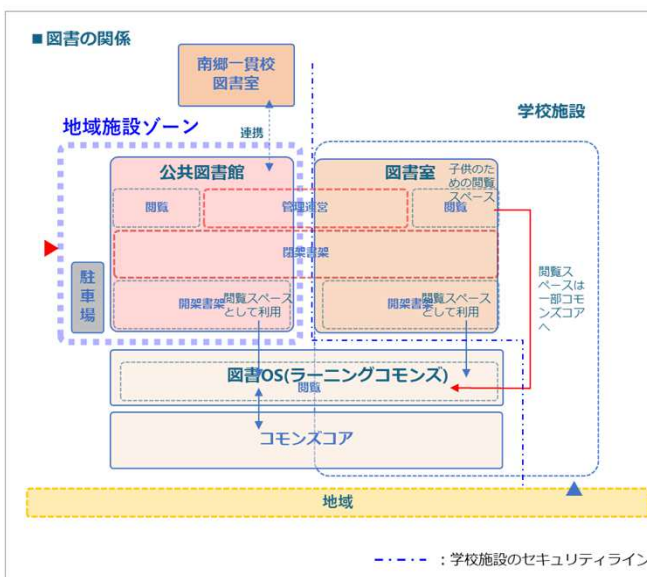 ■図書の関係
南郷一貫校
図書室
学校施設
地域施設ゾーン
連携
公共図書館
図書室
子供のた
めの閲覧
スペース
閲覧
管理運営
閲覧
閉架書架
閲覧ス
ペースは
一部コモ
ンズコア
へ
駐車場
開架書架
閲覧スペース
として利用
開架書架
閲覧スペース
として利用
図書OS(ラーニングコモンズ)
閲覧
コモンズコア
地域
：学校施設のセキュリティライン